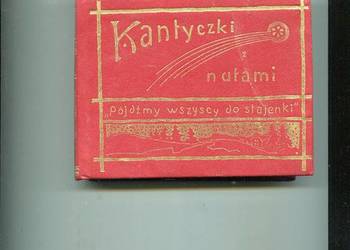 Kantyczki
z
nutami
„Pójdźmy wszyscy do stajenki"